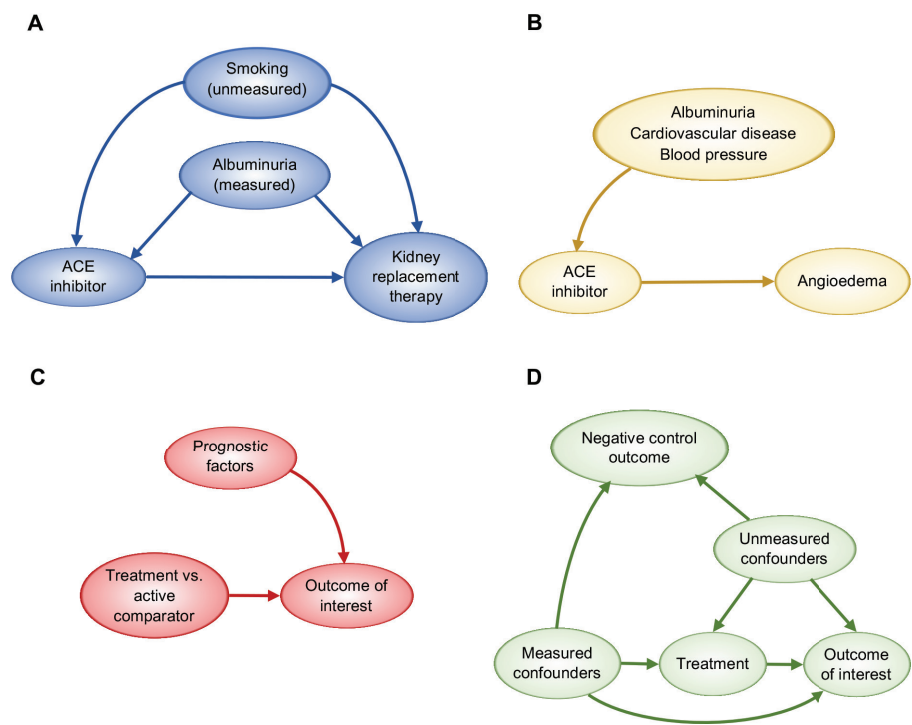 A
Smoking
(unmeasured)
Albuminuria
(measured)
ACE
inhibitor
Kidney
replacement
therapy
B
Albuminuria
Cardiovascular disease
Blood pressure
ACE
inhibitor
Angioedema
C
Prognostic
factors
Treatment vs.
active
comparator
Outcome of
interest
D
Negative control
outcome
Unmeasured
confounders
Measured
confounders
Treatment
Outcome
of interest